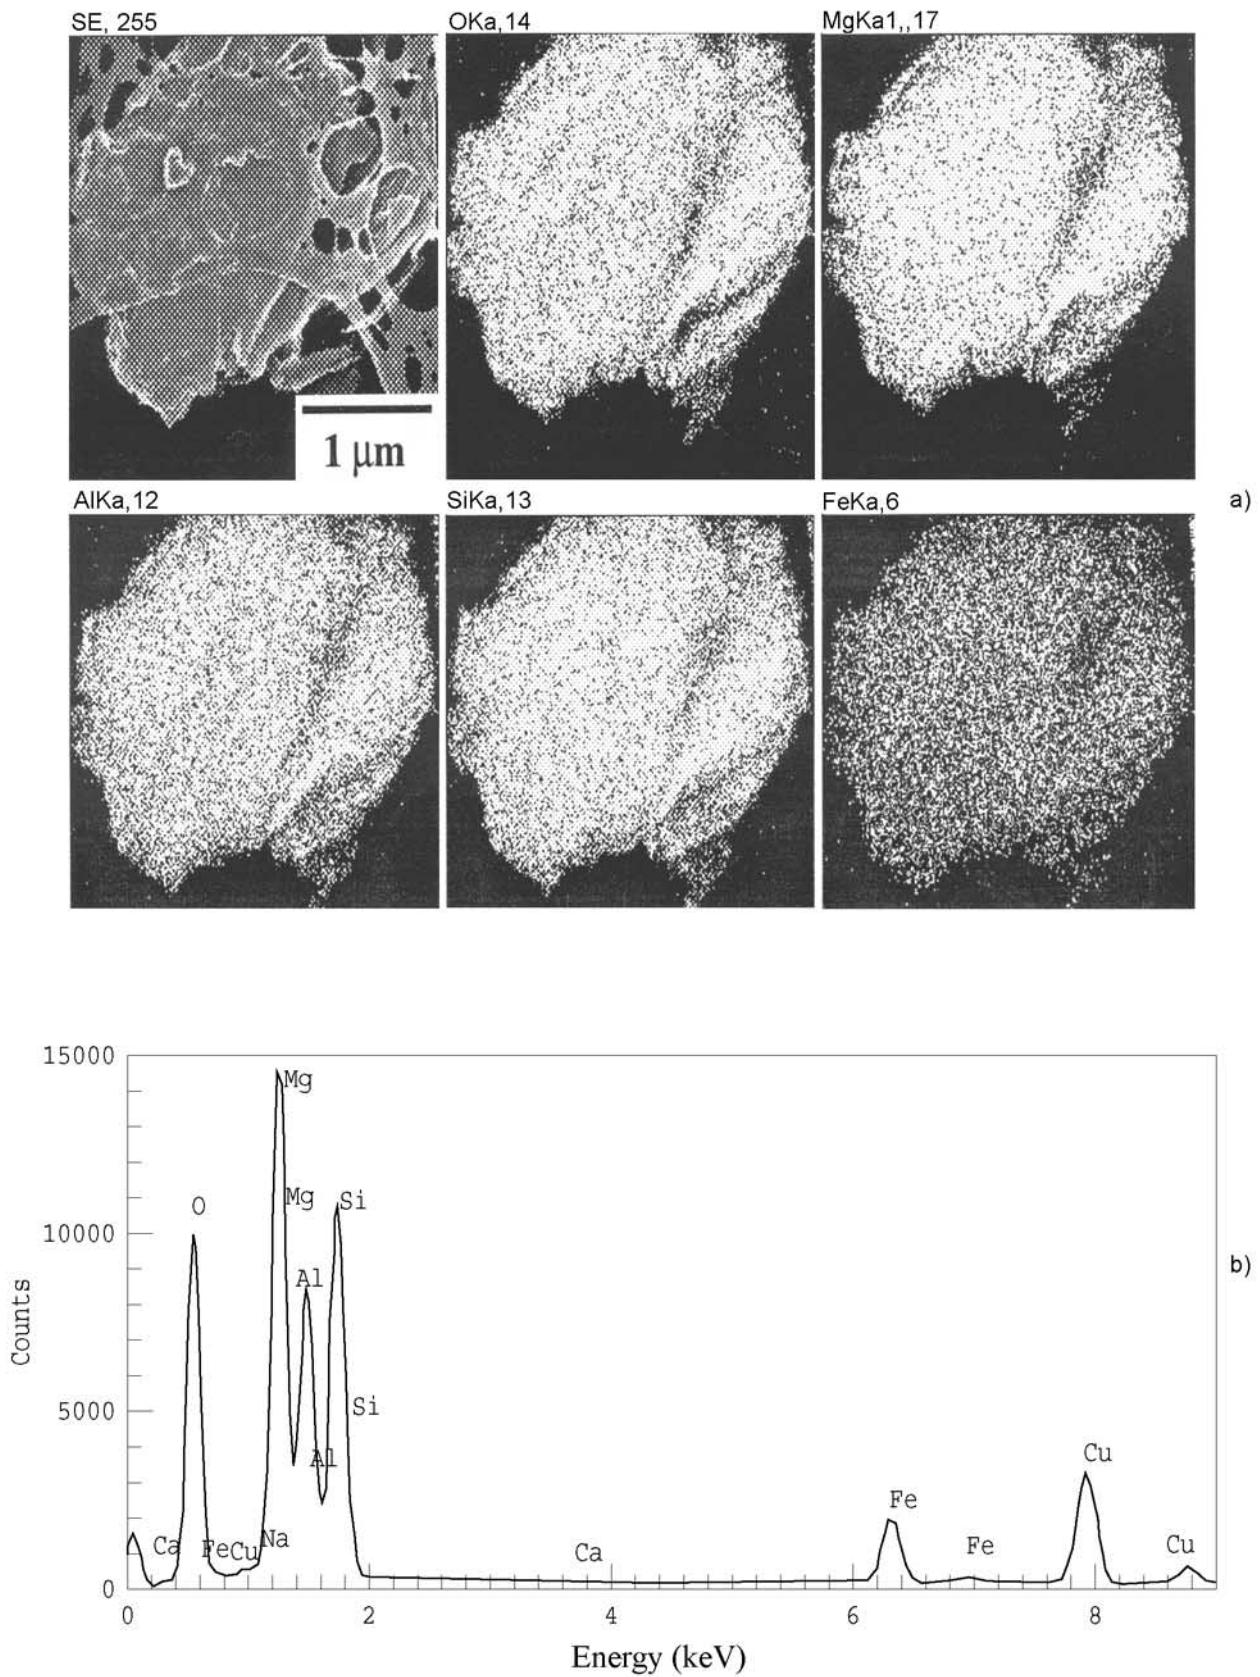 SE, 255
OKa,14
MgKa1,,17
1 µm
AlKa,12
SiKa,13
FeKa,6
a)
15000
Mg
Mg
Si
O
10000
Al
b)
Counts
Si
5000
Al
Cu
Fe
Ca
Fe
Cu
Na
Ca
Fe
Cu
0
0
2
4
6
8
Energy (keV)